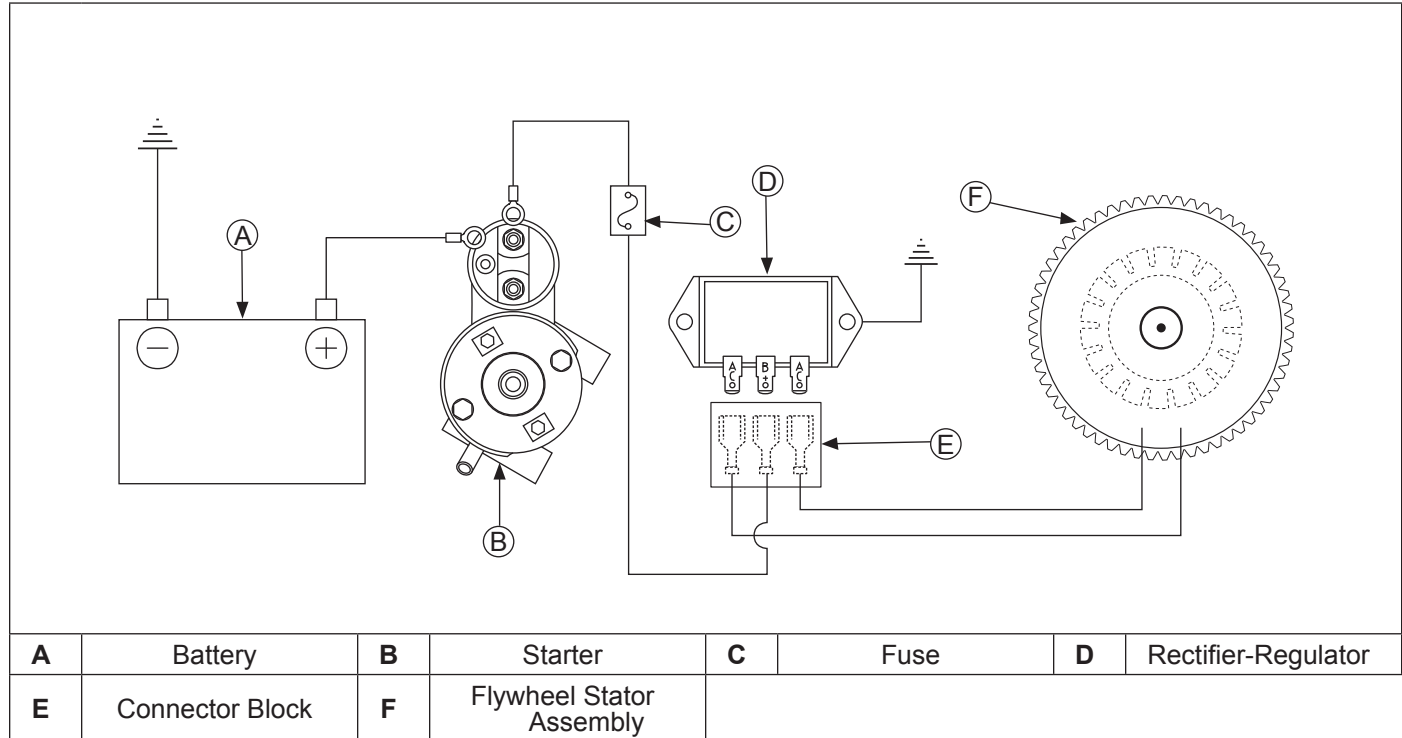 A
−
+
B
C
D
AC
B+
AC
E
F
A Battery B Starter C Fuse D Rectifier-Regulator
E Connector Block F Flywheel Stator
Assembly